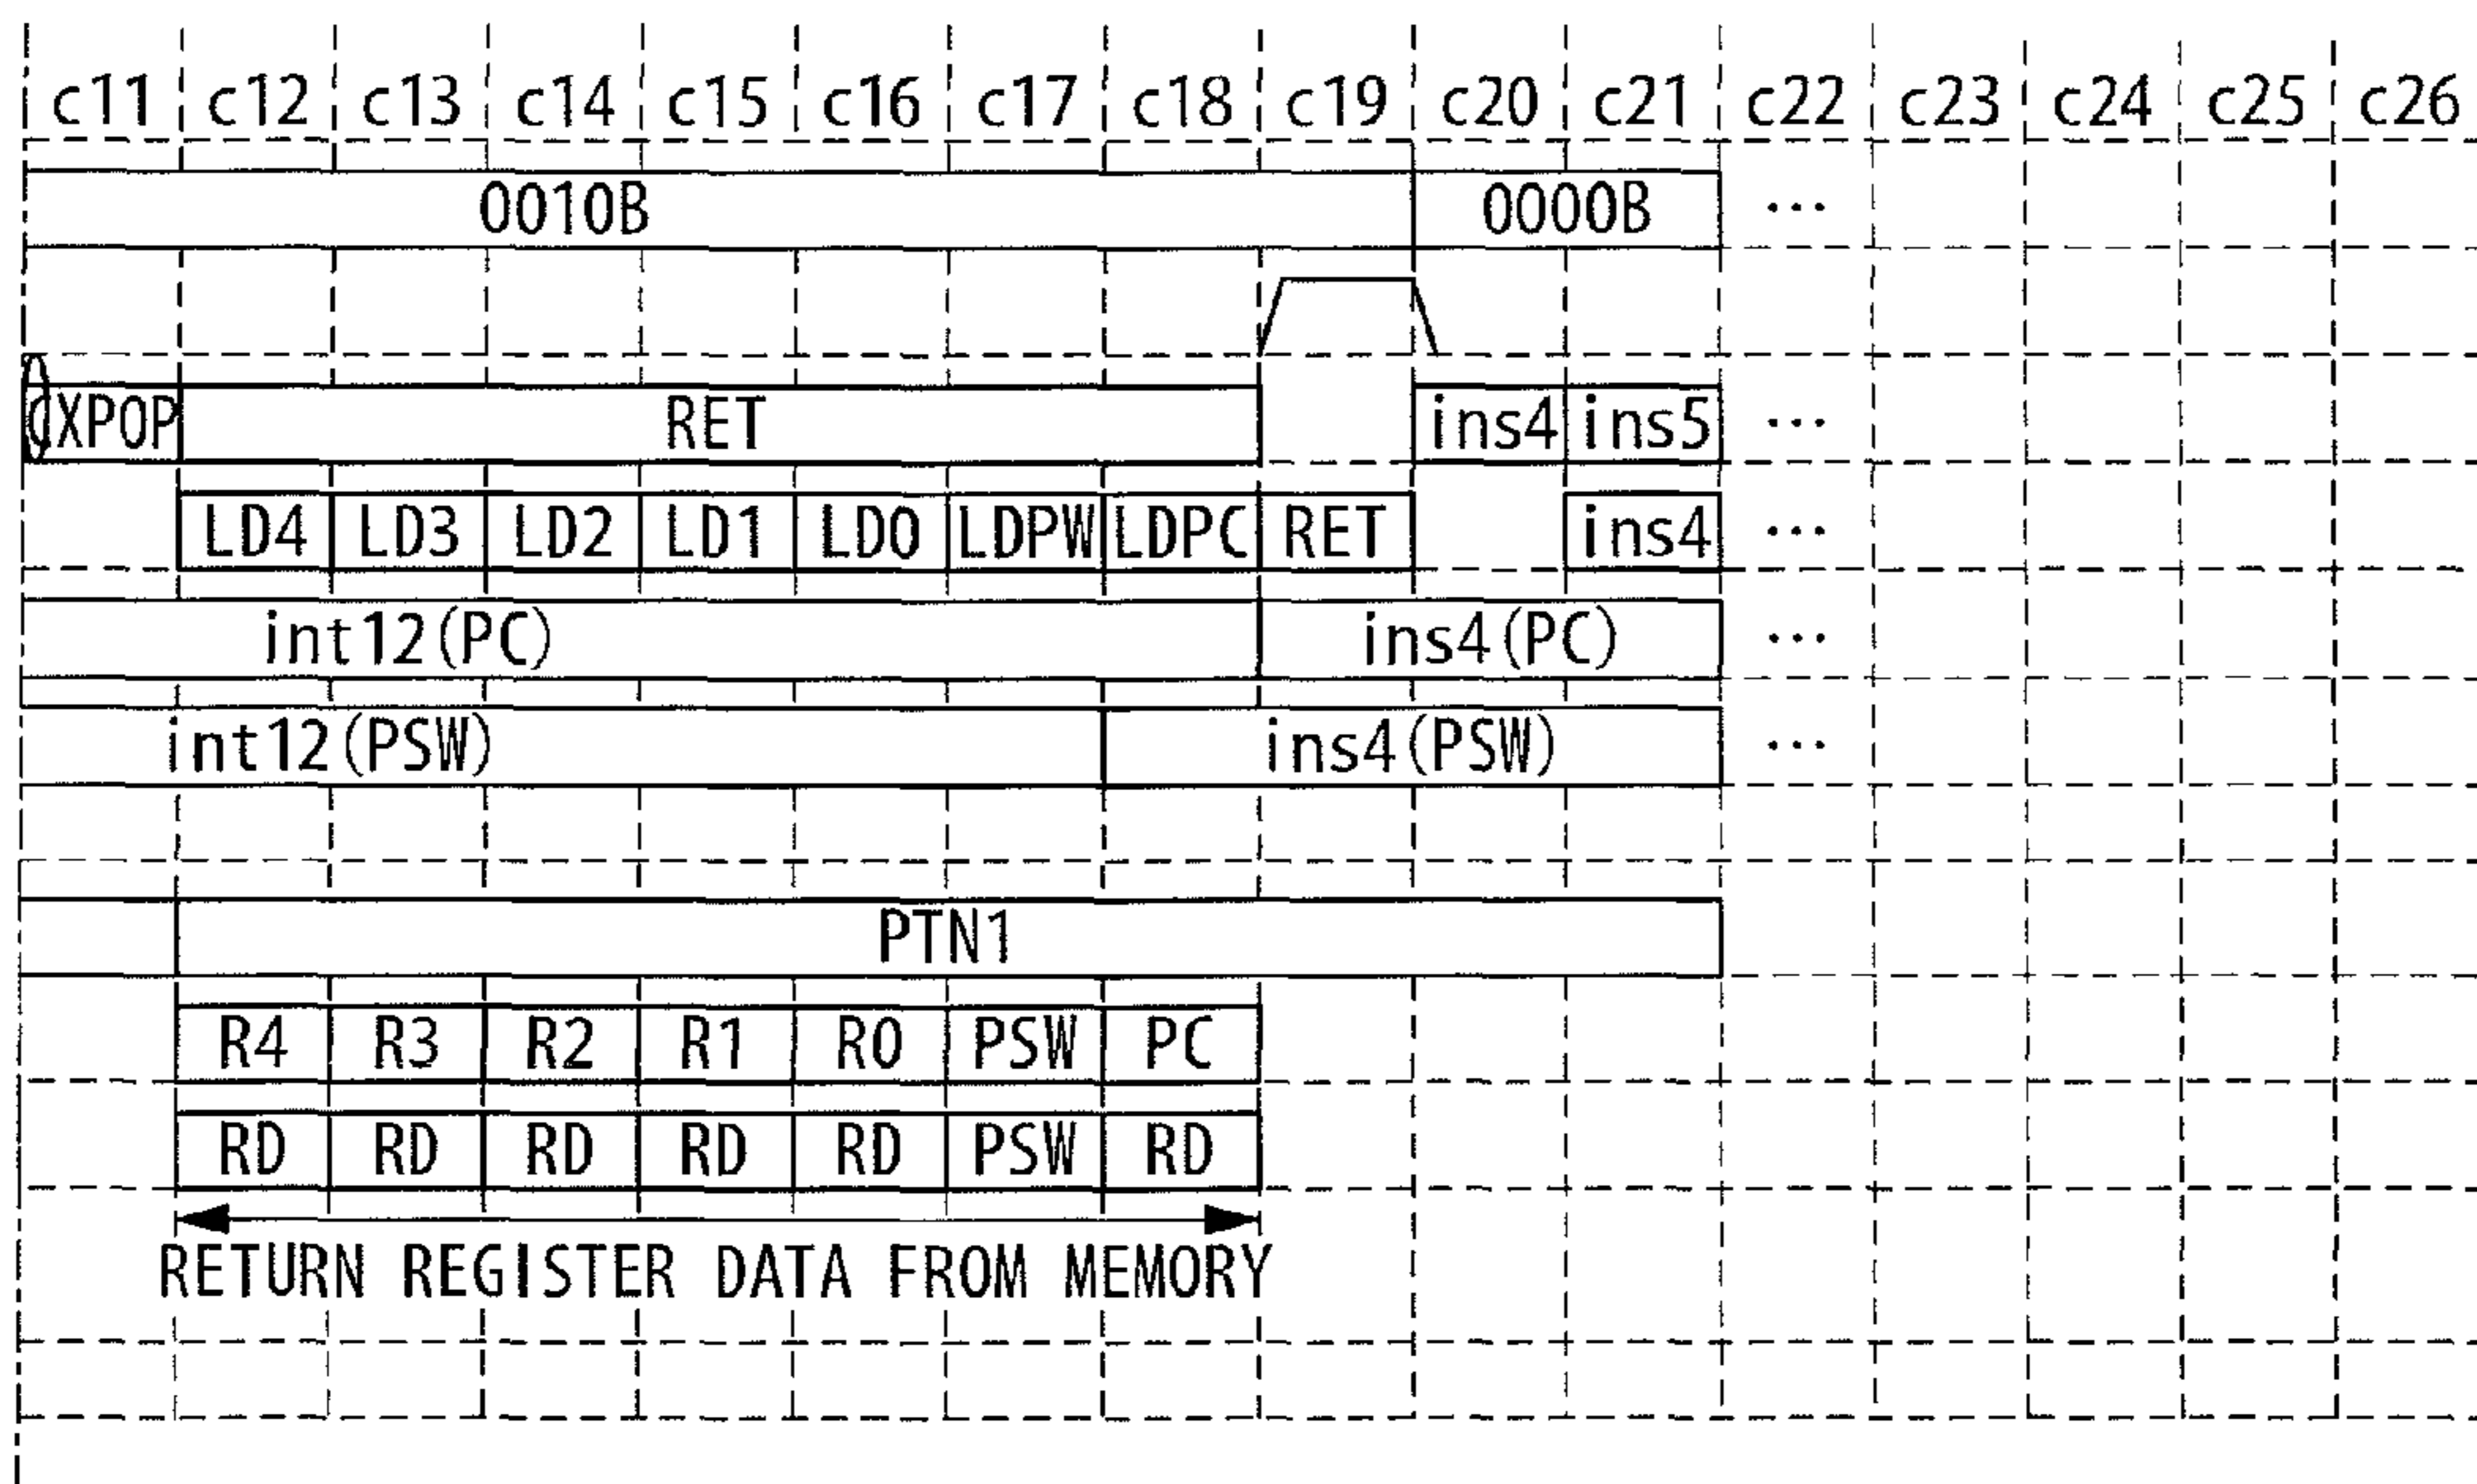 c11 c12 c13 c14 c15 c16 c17 c18 c19 c20 c21 c22 c23 c24 c25 c26
0010B 0000B ...
CXPOP RET ins4 ins5 ...
LD4 LD3 LD2 LD1 LD0 LDPW LDPC RET ins4 ...
int12(PC) ins4(PC) ...
int12(PSW) ins4(PSW) ...
PTN1
R4 R3 R2 R1 R0 PSW PC
RD RD RD RD RD PSW RD
RETURN REGISTER DATA FROM MEMORY